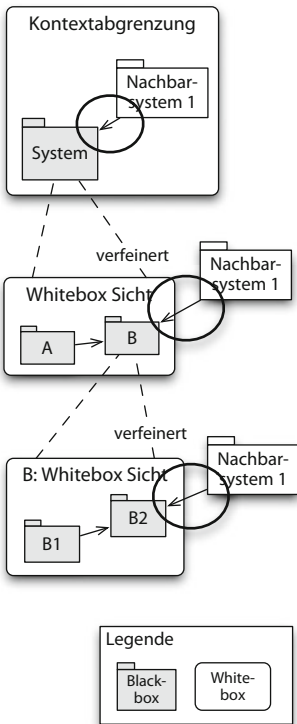 Kontextabgrenzung
Nachbar-
system 1
System
verfeinert
Nachbar-
system 1
Whitebox Sicht
A
B
verfeinert
Nachbar-
system 1
B: Whitebox Sicht
B2
B1
Legende
Black-
box
White-
box